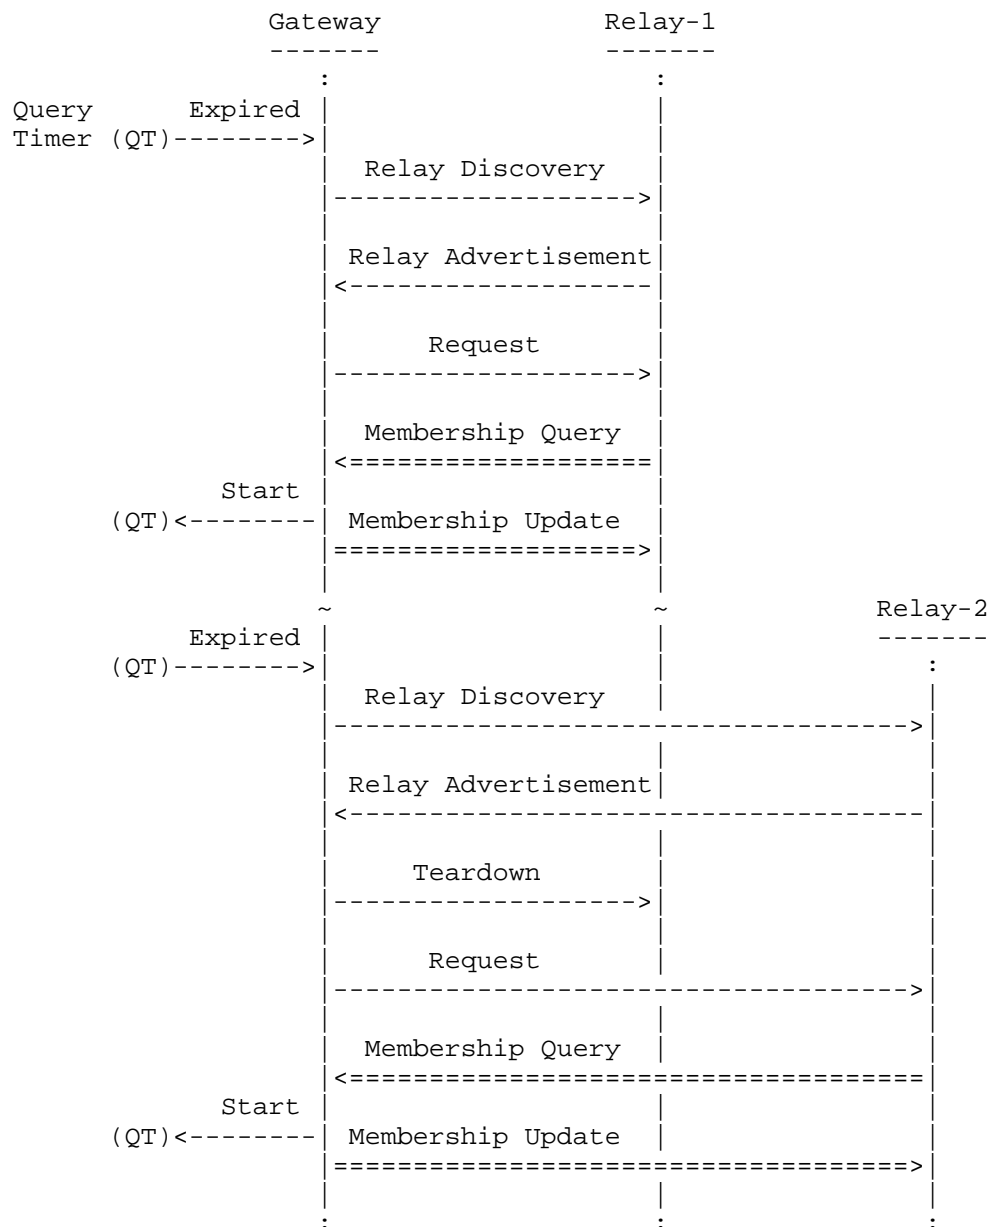 Gateway Relay-1
------- -------
: :
Query Expired |
Timer (QT)-------->| |
| Relay Discovery |
|------------------->|
| |
| Relay Advertisement|
|<-------------------|
| |
| Request |
|------------------->|
| |
| Membership Query |
|<===================|
Start | |
(QT)<--------| Membership Update |
|===================>|
| |
~ ~ Relay-2
Expired | | -------
(QT)-------->| | :
| Relay Discovery | |
|------------------------------------>|
| | |
| Relay Advertisement| |
|<------------------------------------|
| | |
| Teardown | |
|------------------->| |
| | |
| Request | |
|------------------------------------>|
| | |
| Membership Query | |
|<====================================|
Start | | |
(QT)<--------| Membership Update | |
|====================================>|
| | |
: : :